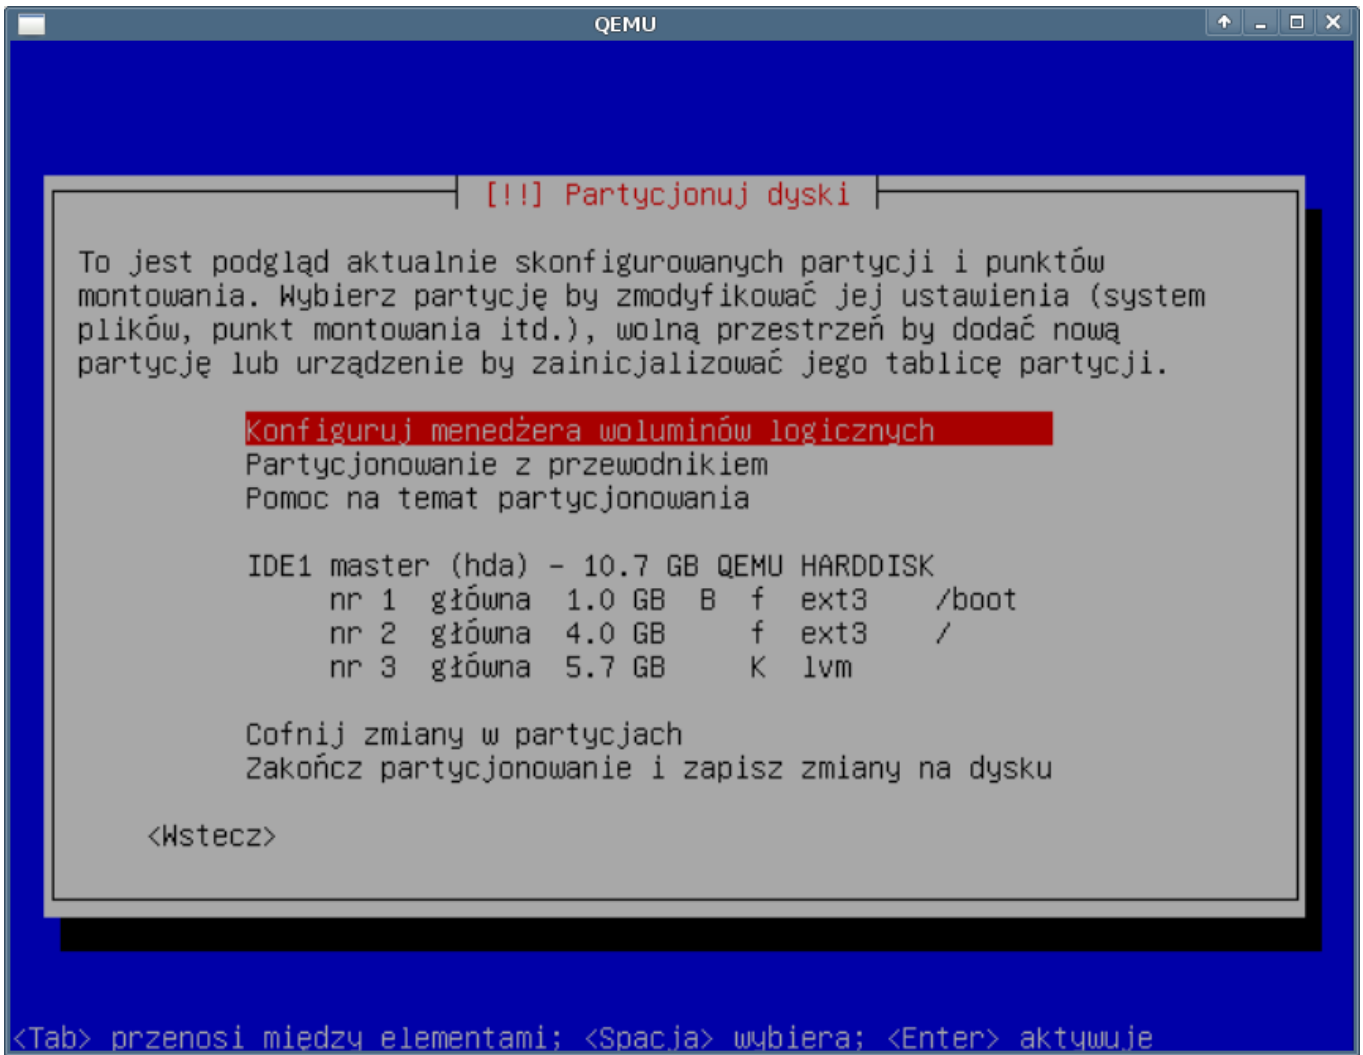 QEMU
[!!] Partycjonuj dyski
To jest podgląd aktualnie skonfigurowanych partycji i punktów
montowania. Wybierz partycję by zmodyfikować jej ustawienia (system
plików, punkt montowania itd.), wolną przestrzeń by dodać nową
partycję lub urządzenie by zainicjalizować jego tablicę partycji.
Konfiguruj menedżera woluminów logicznych
Partycjonowanie z przewodnikiem
Pomoc na temat partycjonowania
IDE1 master (hda) - 10.7 GB QEMU HARDDISK
nr 1 główna 1.0 GB B f ext3 /boot
nr 2 główna 4.0 GB f ext3 /
nr 3 główna 5.7 GB K lvm
Cofnij zmiany w partycjach
Zakończ partycjonowanie i zapisz zmiany na dysku
<Wstecz>
<Tab> przenosi między elementami; <Spacja> wybiera; <Enter> aktywuje